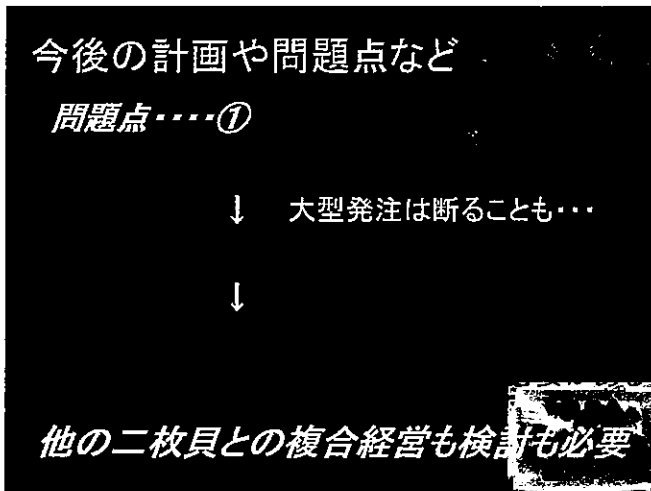 今後の計画や問題点など
問題点････①
↓ 大型発注は断ることも･･･
↓
他の二枚貝との複合経営も検討も必要